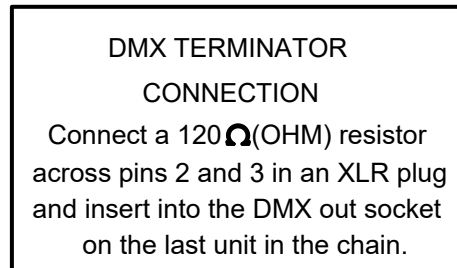 DMX TERMINATOR
CONNECTION
Connect a 120Ω(OHM) resistor
across pins 2 and 3 in an XLR plug
and insert into the DMX out socket
on the last unit in the chain.